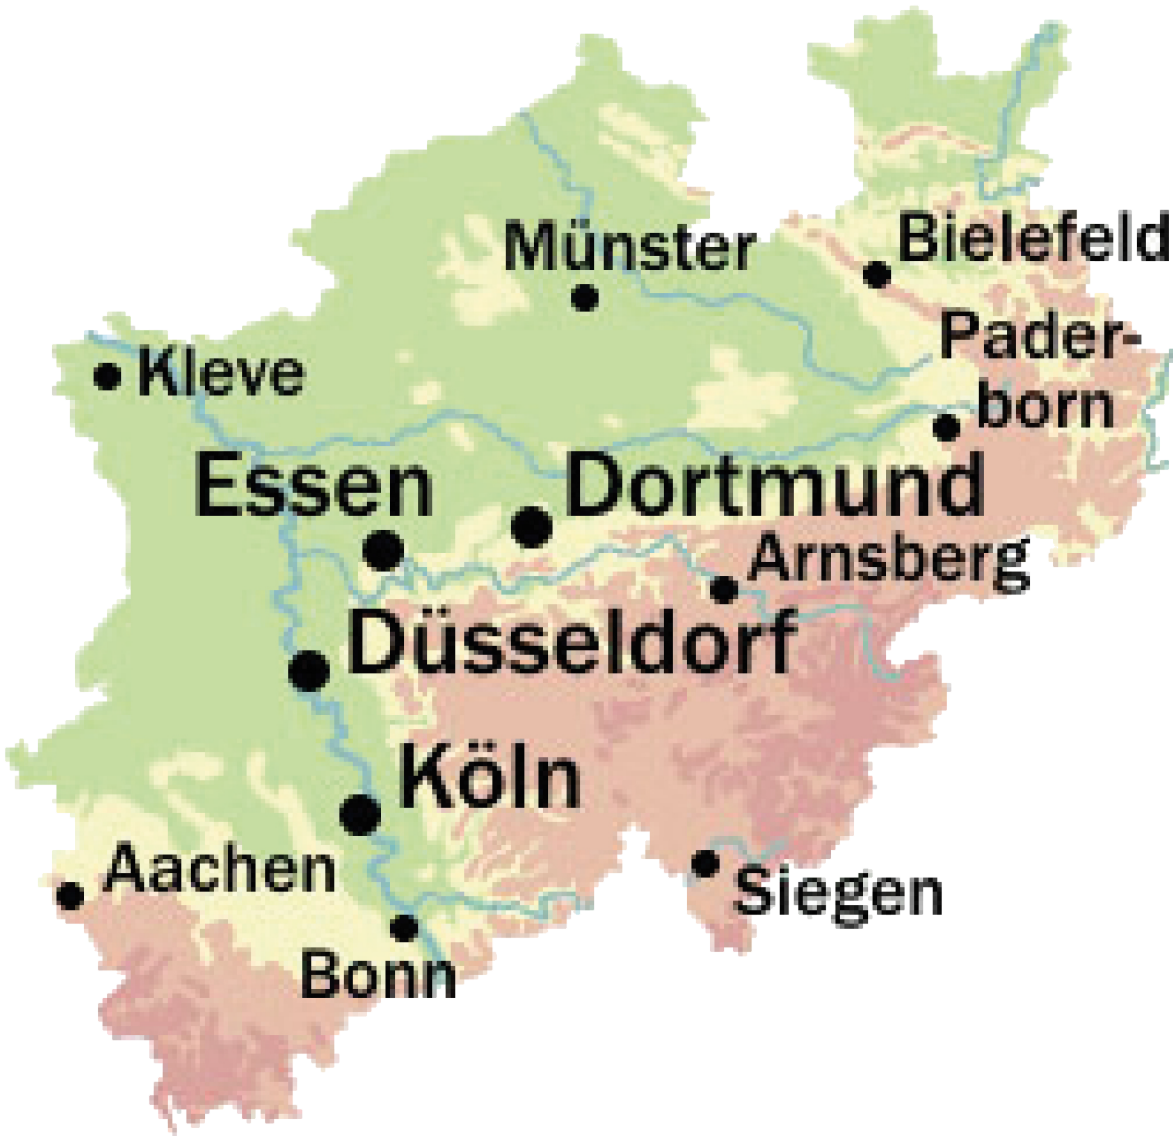 Bielefeld
Münster
Pader-
born
Kleve
Essen
Dortmund
Arnsberg
Düsseldorf
Köln
Aachen
Siegen
Bonn